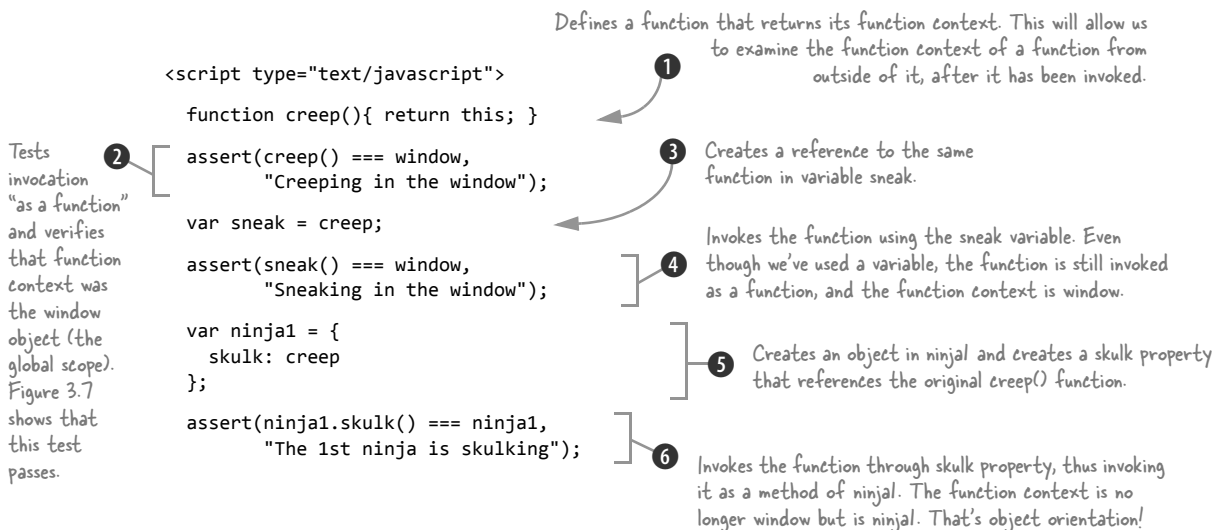 Defines a function that returns its function context. This will allow us
to examine the function context of a function from
outside of it, after it has been invoked.
1
<script type="text/javascript">
function creep(){ return this; }
Tests
invocation
"as a function"
and verifies
that function
context was
the window
object (the
global scope).
Figure 3.7
shows that
this test
passes.
2
assert(creep() === window,
"Creeping in the window");
3
Creates a reference to the same
function in variable sneak.
var sneak = creep;
assert(sneak() === window,
"Sneaking in the window");
4
Invokes the function using the sneak variable. Even
though we've used a variable, the function is still invoked
as a function, and the function context is window.
var ninja1 = {
skulk: creep
};
5
Creates an object in ninja1 and creates a skulk property
that references the original creep() function.
assert(ninja1.skulk() === ninja1,
"The 1st ninja is skulking");
6
Invokes the function through skulk property, thus invoking
it as a method of ninja1. The function context is no
longer window but is ninja1. That's object orientation!